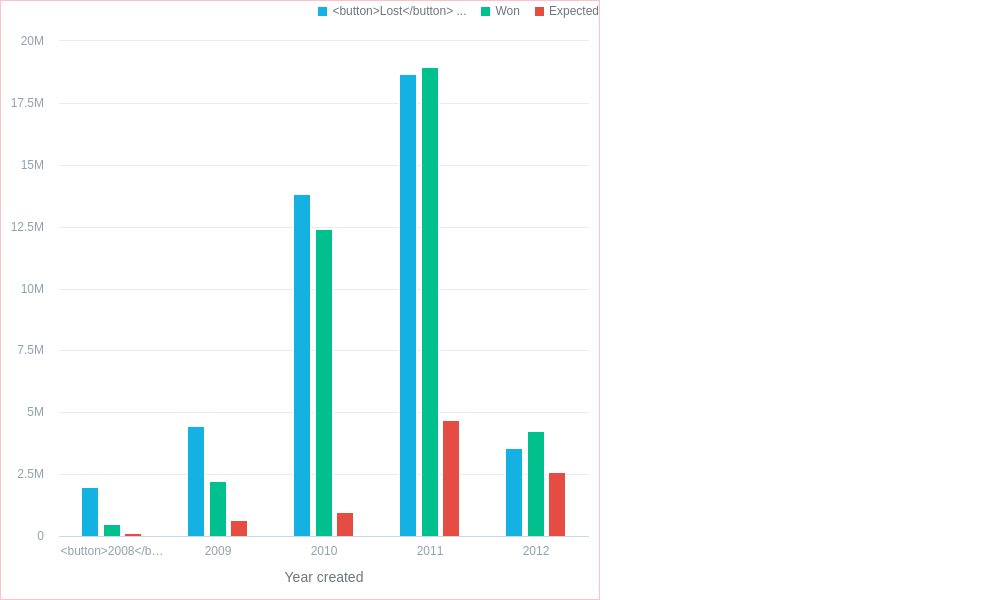 <button>Lost</button> ... Won Expected
20M
17.5M
15M
12.5M
10M
7.5M
5M
2.5M
0
<button>2008</b... 2009 2010 2011 2012
Year created